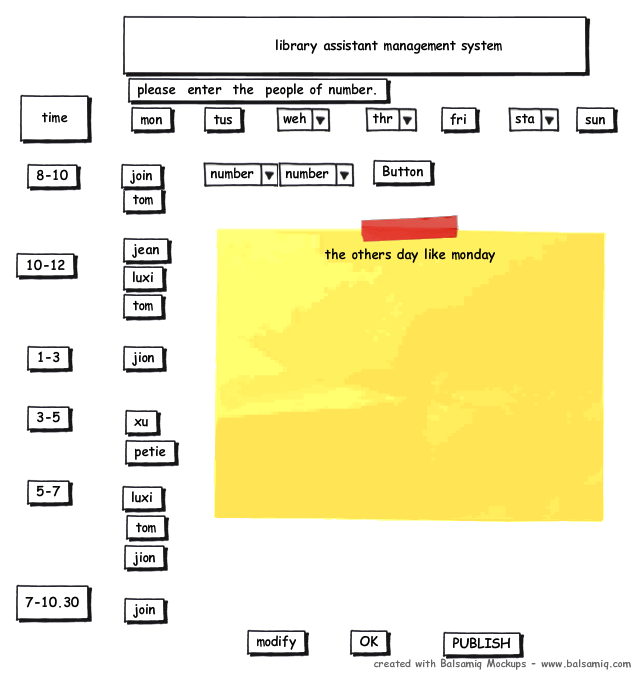 library assistant management system
please enter the people of number.
time mon tus weh thr fri sta sun
8-10 join number number Button
tom
jean
10-12 luxi
tom
the others day like monday
1-3 jion
3-5 xu
petie
5-7 luxi
tom
jion
7-10.30 join
modify OK PUBLISH
created with Balsamiq Mockups - www.balsamiq.com